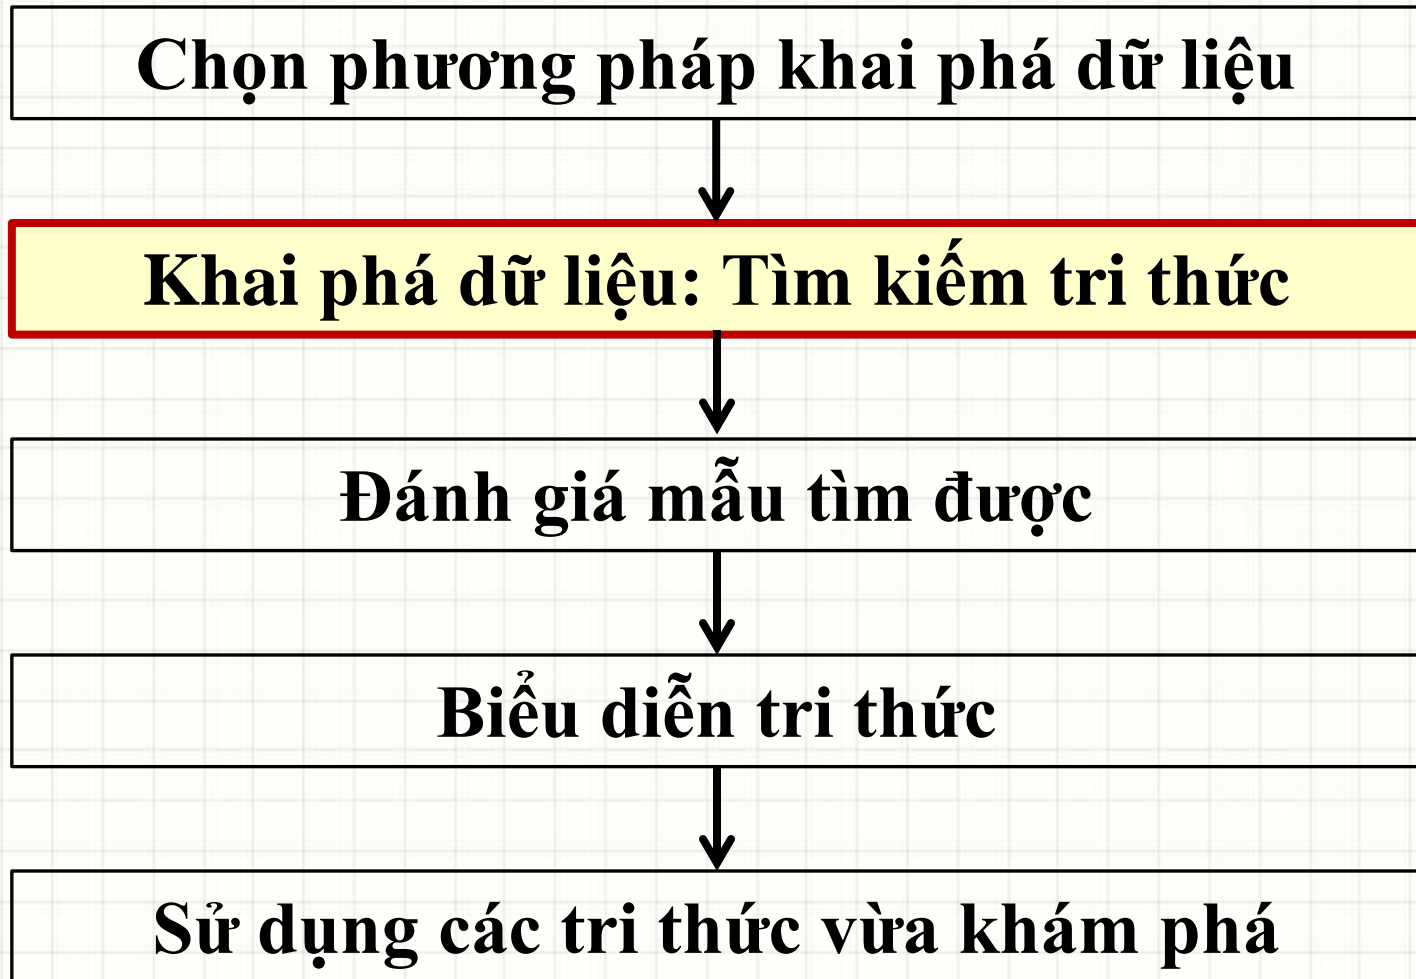 Chọn phương pháp khai phá dữ liệu
Khai phá dữ liệu: Tìm kiếm tri thức
Đánh giá mẫu tìm được
Biểu diễn tri thức
Sử dụng các tri thức vừa khám phá